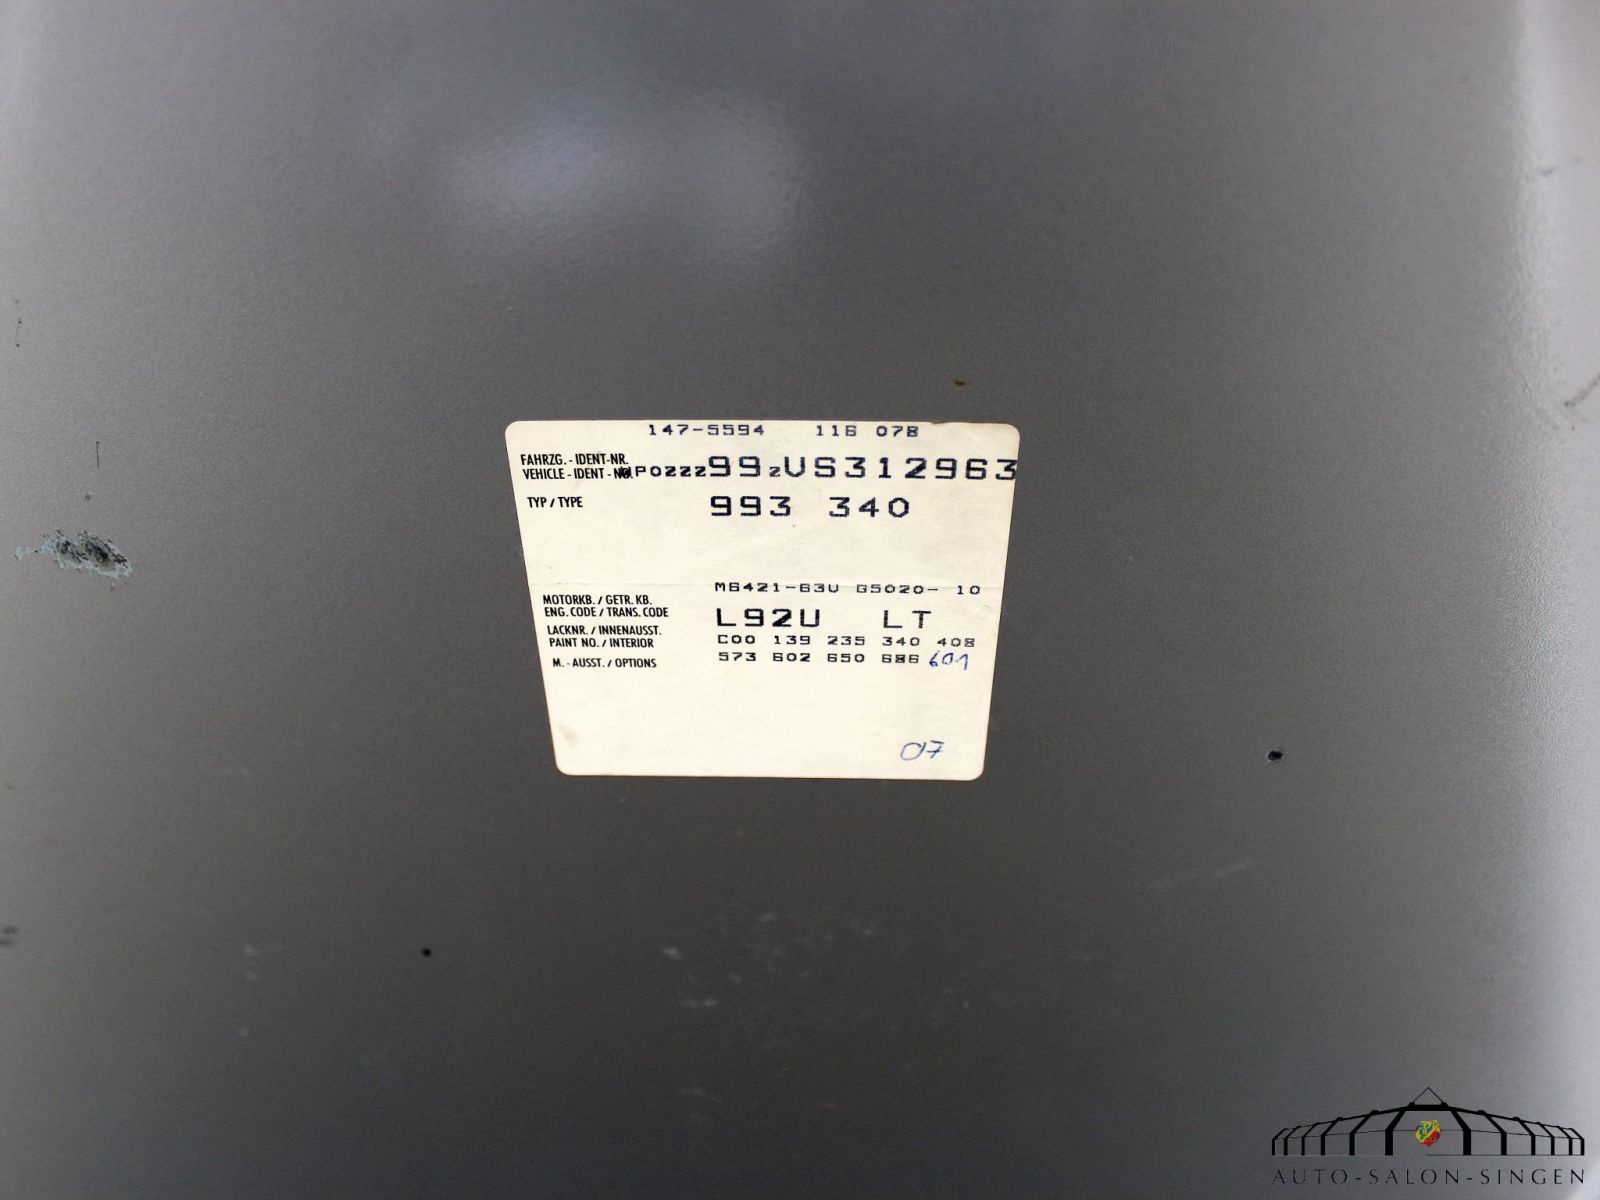 147-5594 116 078
FAHRZG.-IDENT-NR.
VEHICLE-IDENT-NO. WP0ZZZ99ZVS312963
TYP/TYPE 993 340
M6421-63V G5020-10
MOTORKB./GETR.KB.
ENG.CODE/TRANS.CODE L92U LT
LACKNR./INNENAUSST.
PAINT NO./INTERIOR C00 139 235 340 408
M.-AUSST./OPTIONS 573 602 650 686 601
07
AUTO-SALON-SINGEN